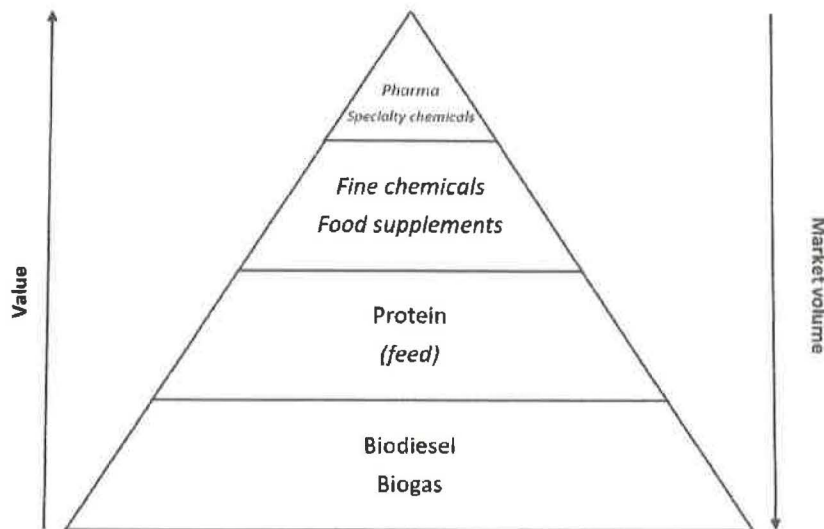 Pharma
Specialty chemicals
Fine chemicals
Food supplements
Protein
(feed)
Biodiesel
Biogas
Value
Market volume